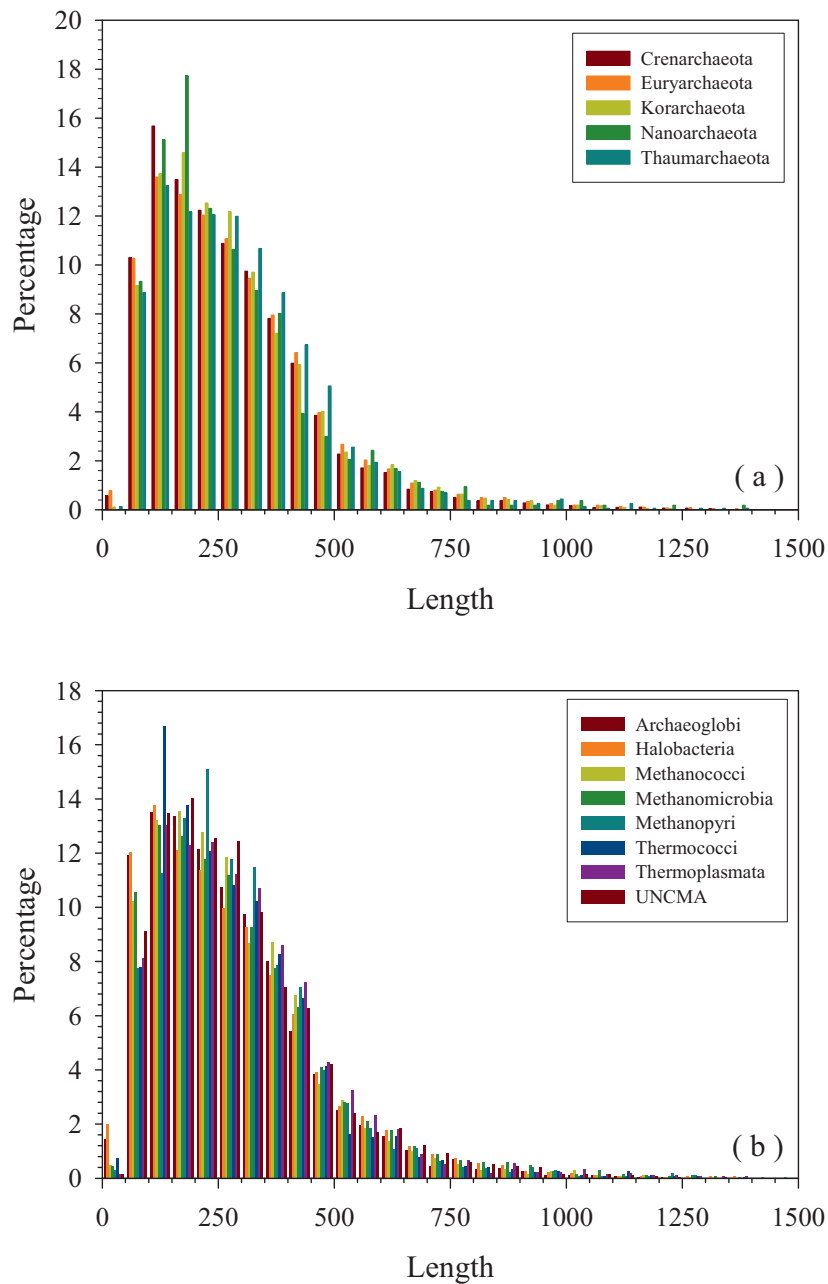 20
18
16
14
12
10
8
6
4
2
0
Percentage
Crenarchaeota
Euryarchaeota
Korarchaeota
Nanoarchaeota
Thaumarchaeota
( a )
0 250 500 750 1000 1250 1500
Length
18
16
14
12
10
8
6
4
2
0
Percentage
Archaeoglobi
Halobacteria
Methanococci
Methanomicrobia
Methanopyri
Thermococci
Thermoplasmata
UNCMA
( b )
0 250 500 750 1000 1250 1500
Length